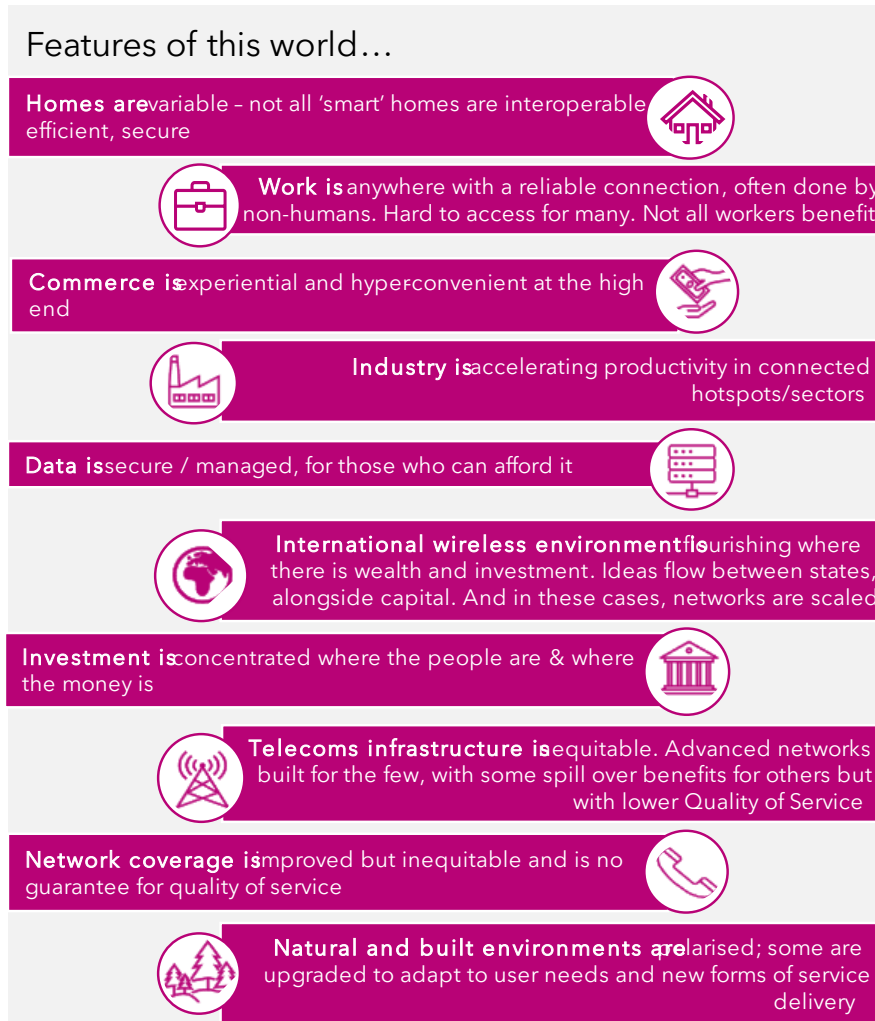 Features of this world…
Homes are variable – not all ‘smart’ homes are interoperable
efficient, secure
Work is anywhere with a reliable connection, often done by
non-humans. Hard to access for many. Not all workers benefit
Commerce is experiential and hyperconvenient at the high
end
Industry is accelerating productivity in connected
hotspots/sectors
Data is secure / managed, for those who can afford it
International wireless environment is flourishing where
there is wealth and investment. Ideas flow between states,
alongside capital. And in these cases, networks are scaled
Investment is concentrated where the people are & where
the money is
Telecoms infrastructure is inequitable. Advanced networks
built for the few, with some spill over benefits for others but
with lower Quality of Service
Network coverage is improved but inequitable and is no
guarantee for quality of service
Natural and built environments are polarised; some are
upgraded to adapt to user needs and new forms of service
delivery